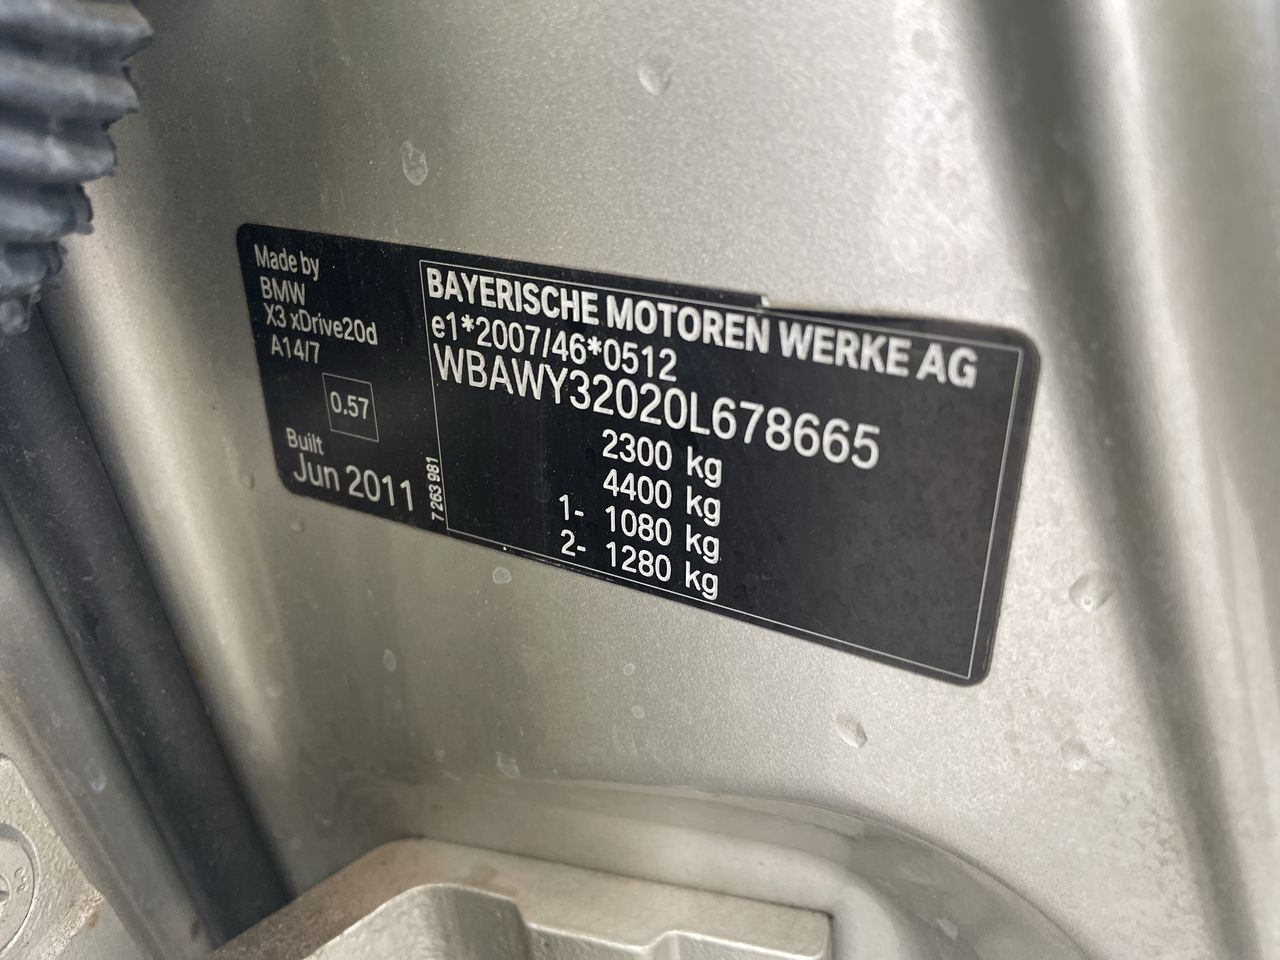 Made by
BMW
X3 xDrive20d
A14/7
0.57
Built
Jun 2011
7 263 981
BAYERISCHE MOTOREN WERKE AG
e1*2007/46*0512
WBAWY32020L678665
2300 kg
4400 kg
1- 1080 kg
2- 1280 kg